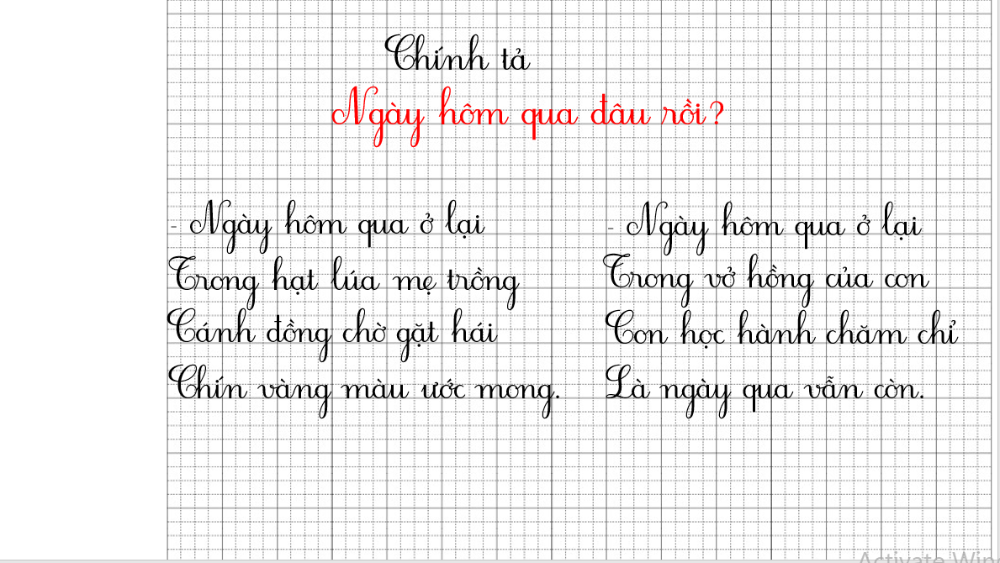 Chính tả
Ngày hôm qua đâu rồi?
- Ngày hôm qua ở lại
Trong hạt lúa mẹ trồng
Cánh đồng chờ gặt hái
Chín vàng màu ước mong.
- Ngày hôm qua ở lại
Trong vở hồng của con
Con học hành chăm chỉ
Là ngày qua vẫn còn.
Activate Win